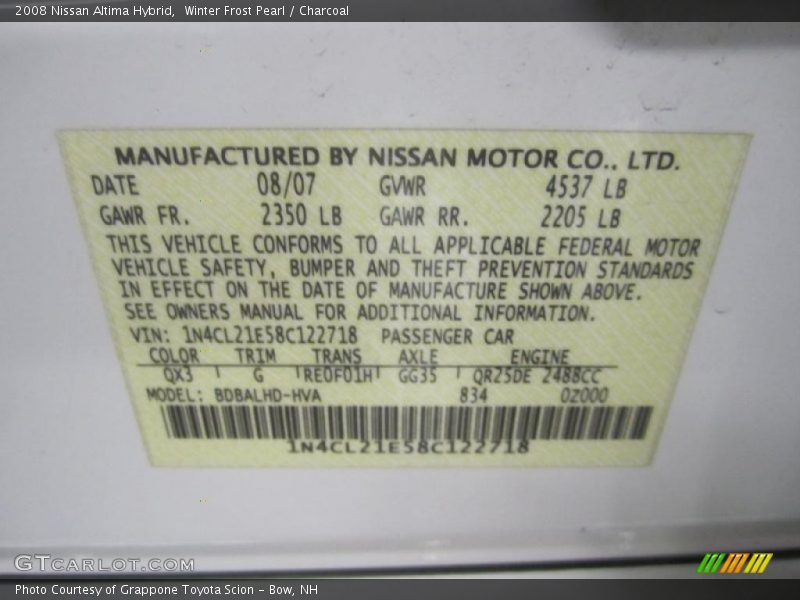 2008 Nissan Altima Hybrid,  Winter Frost Pearl / Charcoal
MANUFACTURED BY NISSAN MOTOR CO., LTD.
DATE 08/07 GVWR 4537 LB
GAWR FR. 2350 LB GAWR RR. 2205 LB
THIS VEHICLE CONFORMS TO ALL APPLICABLE FEDERAL MOTOR
VEHICLE SAFETY, BUMPER AND THEFT PREVENTION STANDARDS
IN EFFECT ON THE DATE OF MANUFACTURE SHOWN ABOVE.
SEE OWNERS MANUAL FOR ADDITIONAL INFORMATION.
VIN: 1N4CL21E58C122718 PASSENGER CAR
COLOR TRIM TRANS AXLE ENGINE
QX3 G RE0F01H GG35 QR25DE 2488CC
MODEL: BDBALHD-HVA 834 0Z000
1N4CL21E58C122718
GTCARLOT.COM
Photo Courtesy of Grappone Toyota Scion - Bow, NH